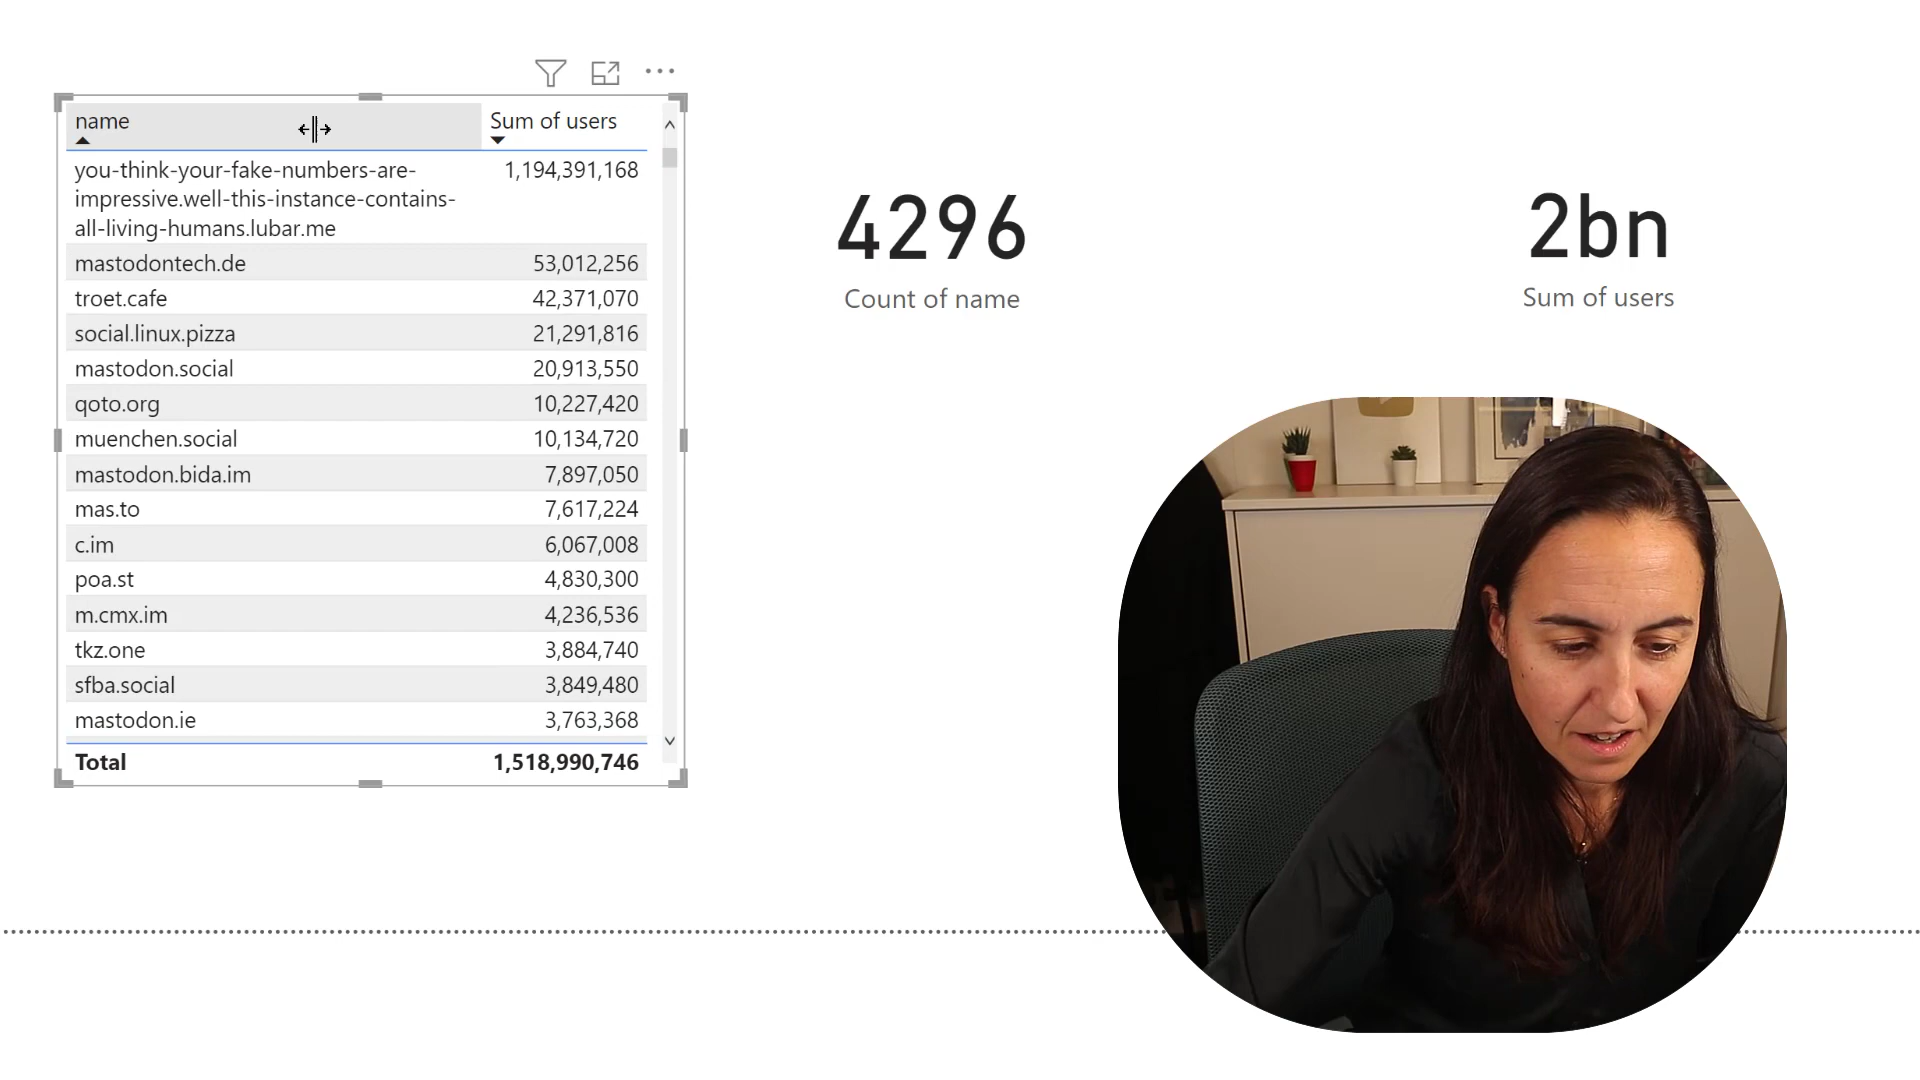 name Sum of users
you-think-your-fake-numbers-are- 1,194,391,168
impressive.well-this-instance-contains-
all-living-humans.lubar.me
mastodontech.de 53,012,256
troet.cafe 42,371,070
social.linux.pizza 21,291,816
mastodon.social 20,913,550
qoto.org 10,227,420
muenchen.social 10,134,720
mastodon.bida.im 7,897,050
mas.to 7,617,224
c.im 6,067,008
poa.st 4,830,300
m.cmx.im 4,236,536
tkz.one 3,884,740
sfba.social 3,849,480
mastodon.ie 3,763,368
Total 1,518,990,746
4296
Count of name
2bn
Sum of users